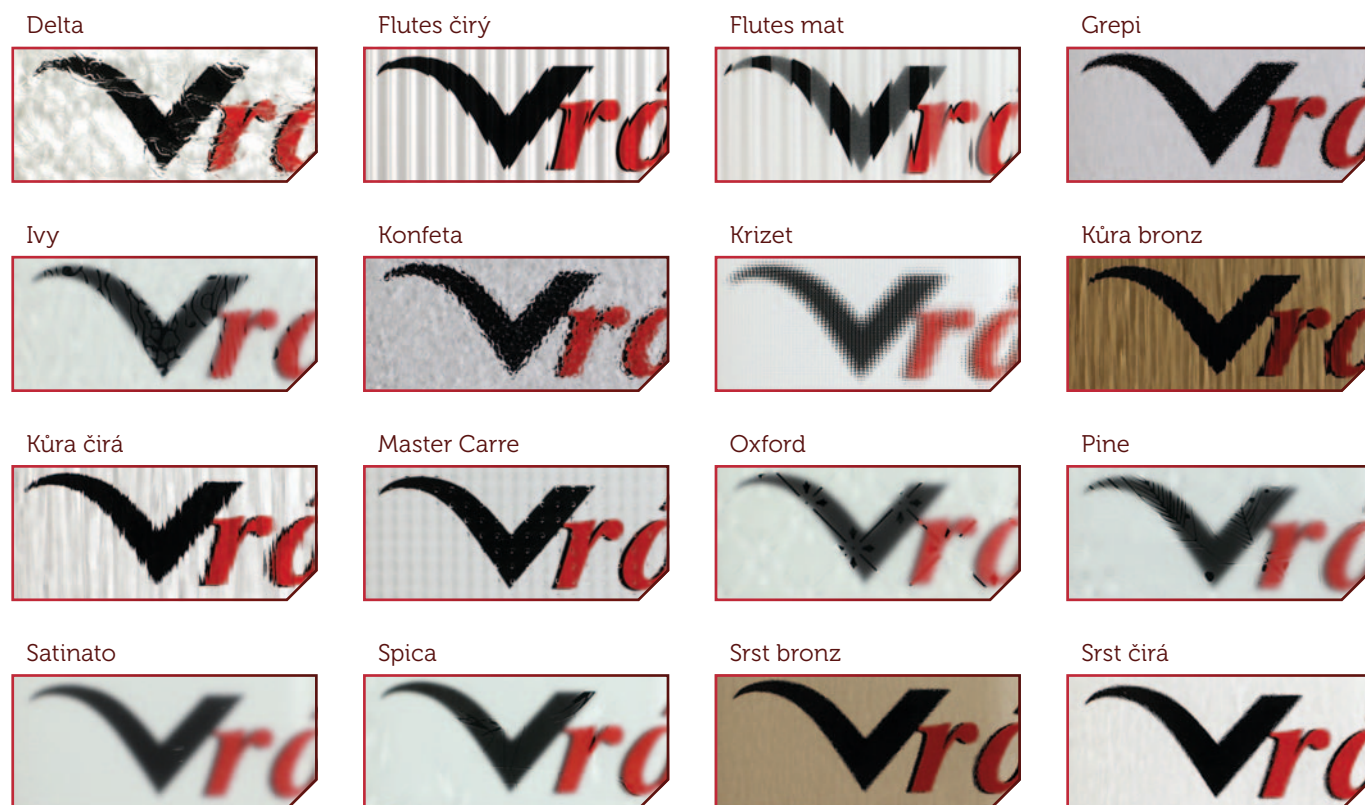 Delta
Flutes čirý
Flutes mat
Grepi
Ivy
Konfeta
Krizet
Kůra bronz
Kůra čirá
Master Carre
Oxford
Pine
Satinato
Spica
Srst bronz
Srst čirá